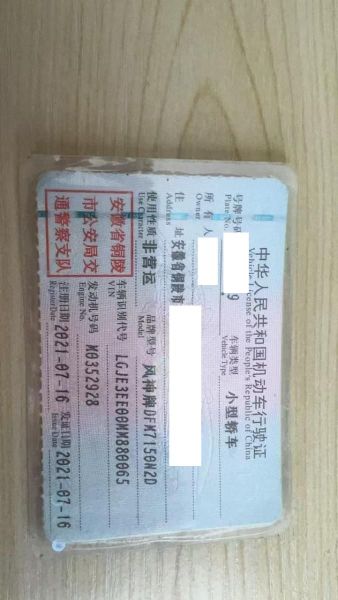 中华人民共和国机动车行驶证
Vehicle License of the People's Republic of China
号牌号码
Plate No.
9
车辆类型 小型轿车
Vehicle Type
所有人
Owner
住址 安徽省铜陵市
Address
使用性质 非营运
Use Character
品牌型号 风神牌DFM7150N2D
Model
安徽省铜陵
市公安局交
通警察支队
车辆识别代号 LGJE3EE00MM880065
VIN
发动机号码 M0352928
Engine No.
注册日期 2021-07-16
Register Date
发证日期 2021-07-16
Issue Date